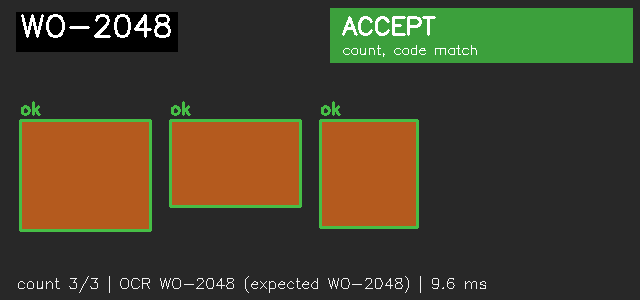 WO-2048
ACCEPT
count, code match
ok
ok
ok
count 3/3 | OCR WO-2048 (expected WO-2048) | 9.6 ms